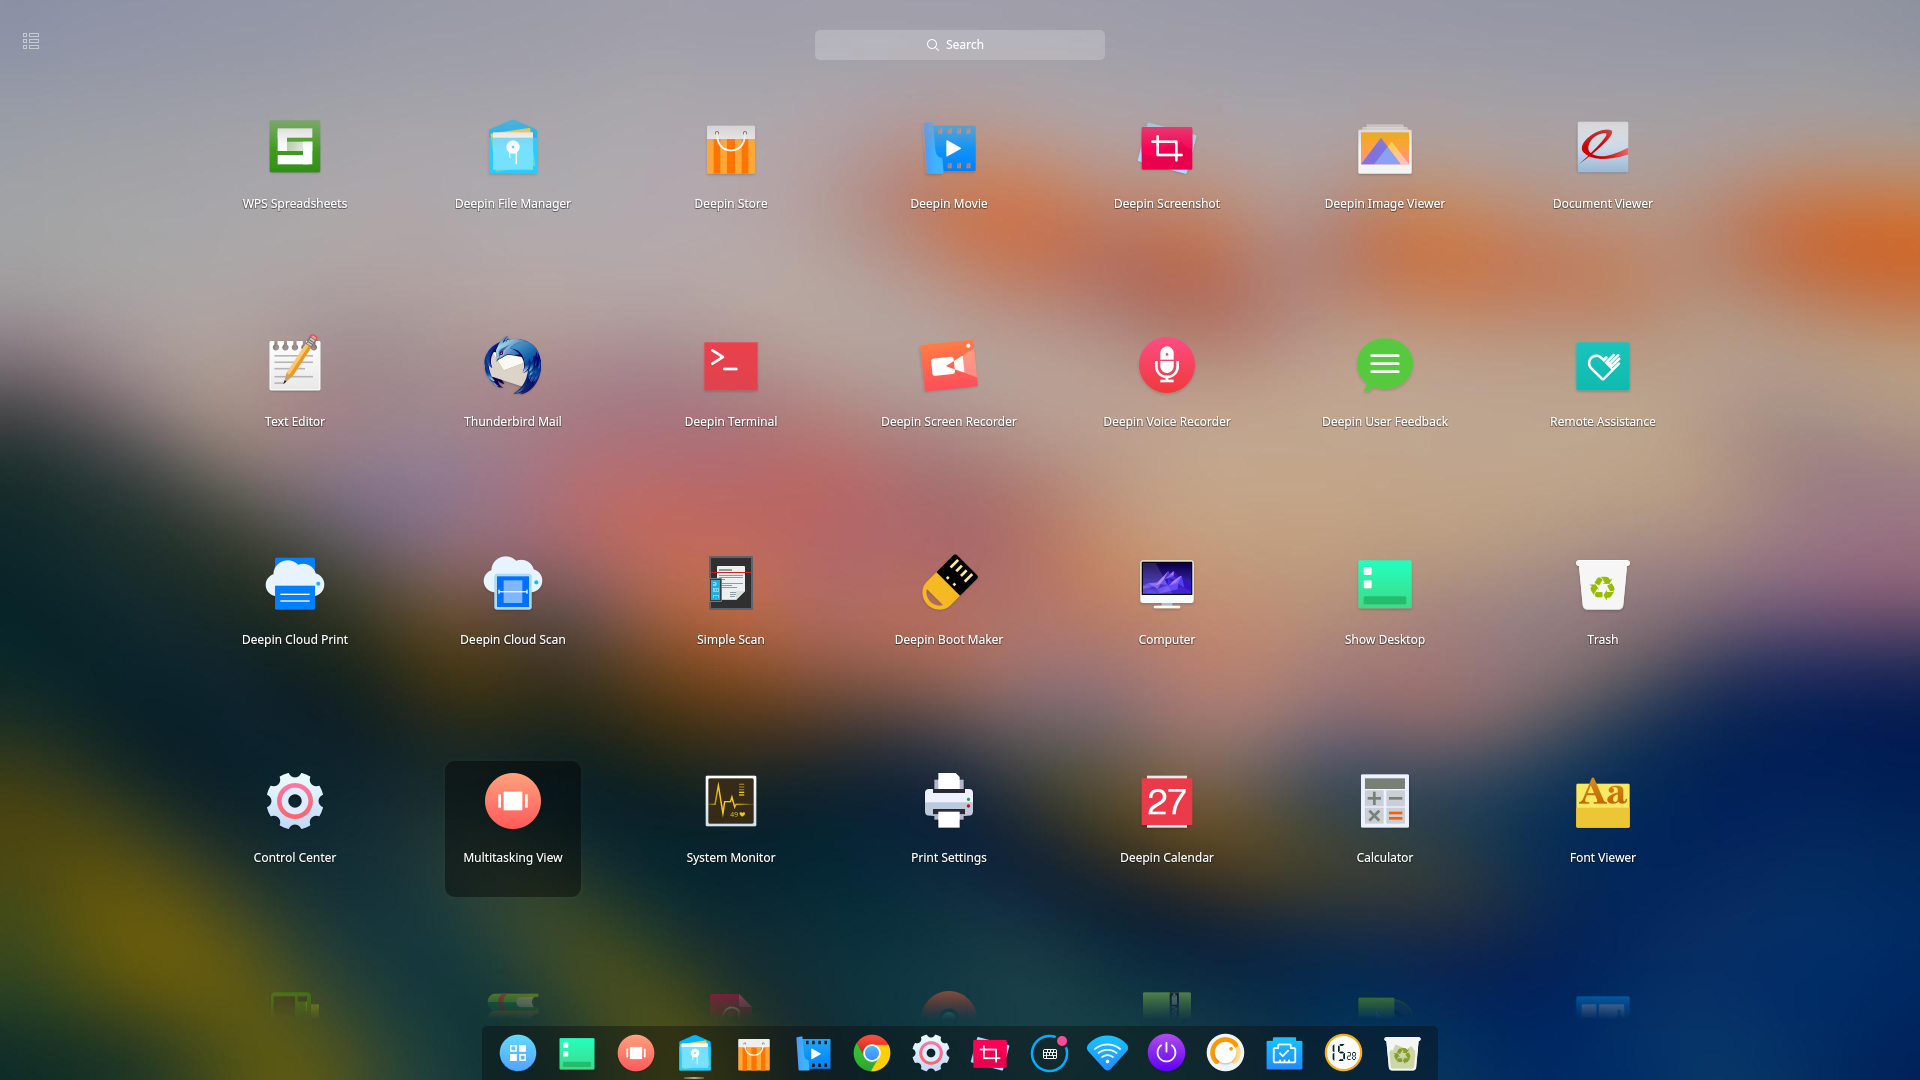 Search
WPS Spreadsheets
Deepin File Manager
Deepin Store
Deepin Movie
Deepin Screenshot
Deepin Image Viewer
Document Viewer
Text Editor
Thunderbird Mail
Deepin Terminal
Deepin Screen Recorder
Deepin Voice Recorder
Deepin User Feedback
Remote Assistance
Deepin Cloud Print
Deepin Cloud Scan
Simple Scan
Deepin Boot Maker
Computer
Show Desktop
Trash
49
27
Aa
Control Center
Multitasking View
System Monitor
Print Settings
Deepin Calendar
Calculator
Font Viewer
15 28